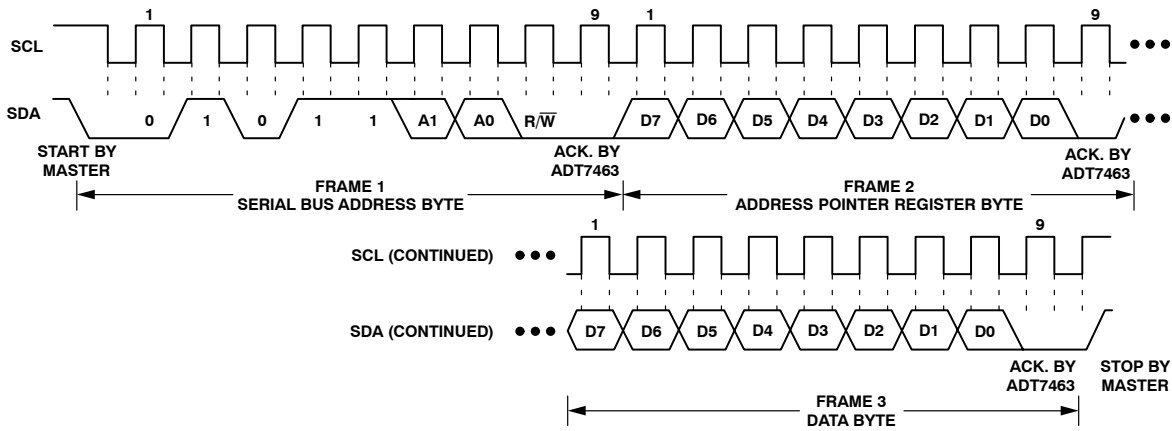 1 9 1 9
SCL
SDA 0 1 0 1 1 A1 A0 R/W̅ D7 D6 D5 D4 D3 D2 D1 D0
START BY
MASTER
ACK. BY
ADT7463
ACK. BY
ADT7463
FRAME 1
SERIAL BUS ADDRESS BYTE
FRAME 2
ADDRESS POINTER REGISTER BYTE
1 9
SCL (CONTINUED)
SDA (CONTINUED) D7 D6 D5 D4 D3 D2 D1 D0
ACK. BY
ADT7463
STOP BY
MASTER
FRAME 3
DATA BYTE